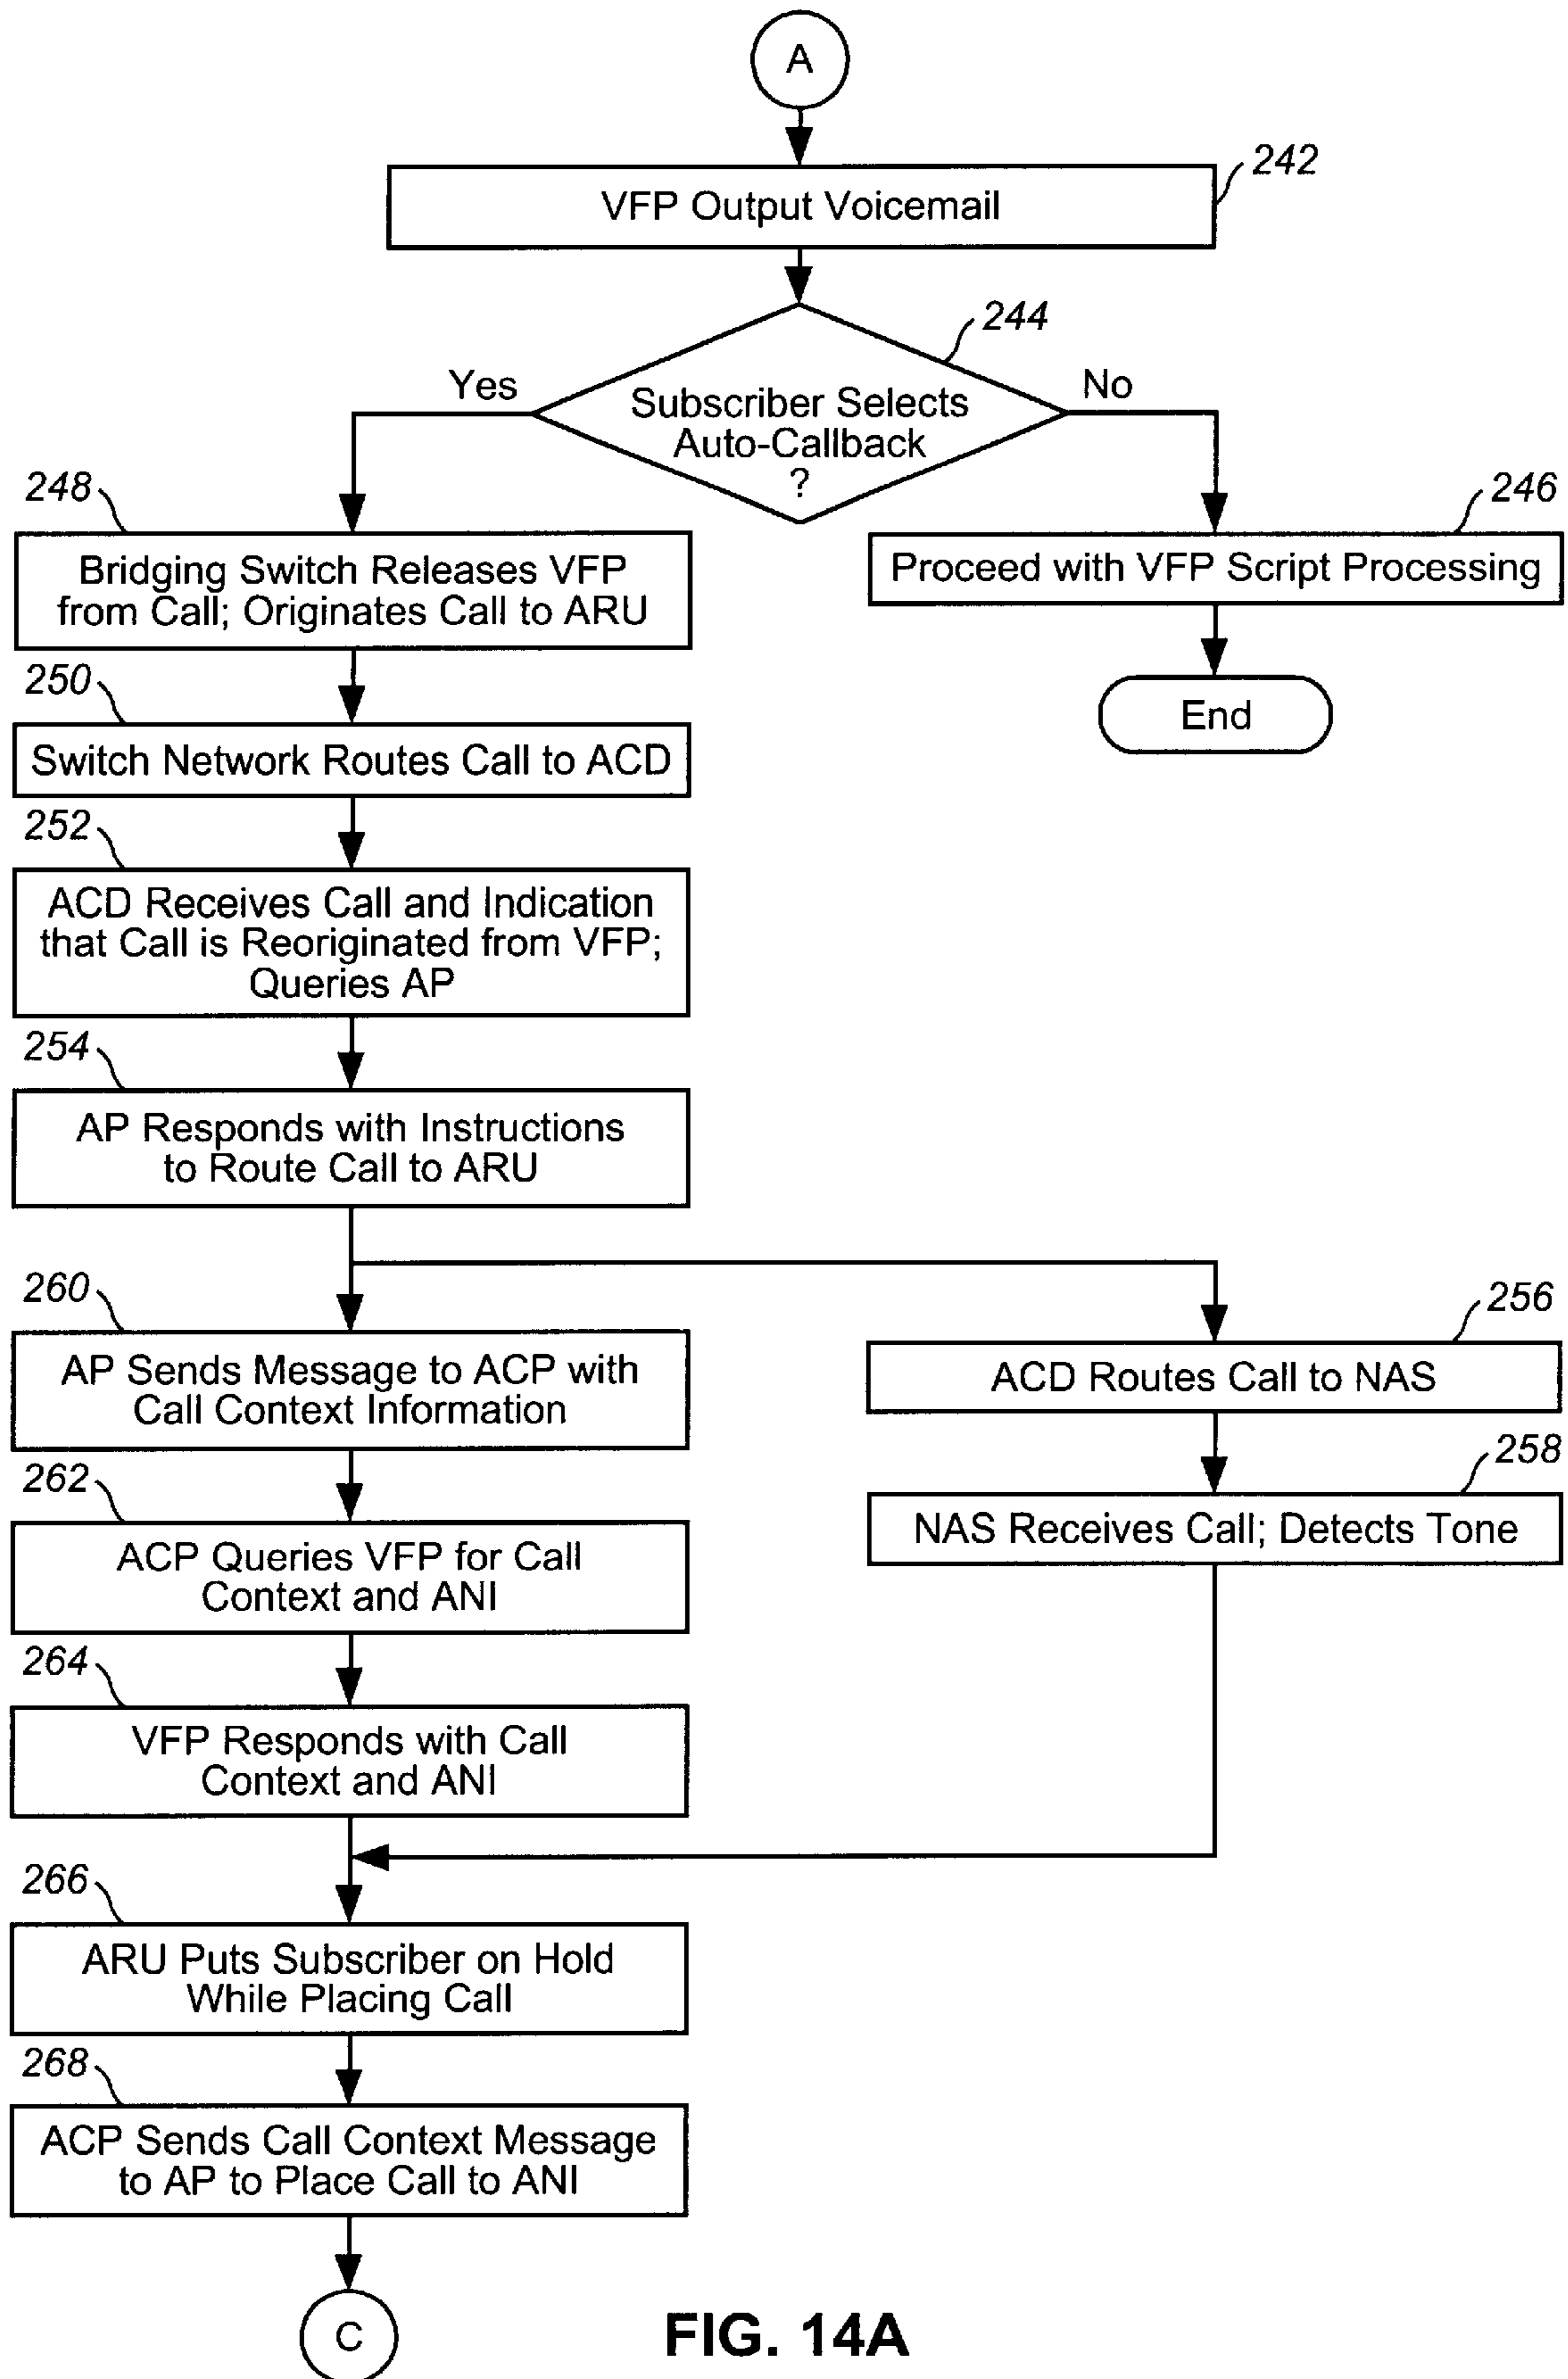 A
242
VFP Output Voicemail
244
Yes
No
Subscriber Selects
Auto-Callback
?
248
246
Bridging Switch Releases VFP
from Call; Originates Call to ARU
Proceed with VFP Script Processing
250
End
Switch Network Routes Call to ACD
252
ACD Receives Call and Indication
that Call is Reoriginated from VFP;
Queries AP
254
AP Responds with Instructions
to Route Call to ARU
260
256
AP Sends Message to ACP with
Call Context Information
ACD Routes Call to NAS
262
258
ACP Queries VFP for Call
Context and ANI
NAS Receives Call; Detects Tone
264
VFP Responds with Call
Context and ANI
266
ARU Puts Subscriber on Hold
While Placing Call
268
ACP Sends Call Context Message
to AP to Place Call to ANI
C
FIG. 14A